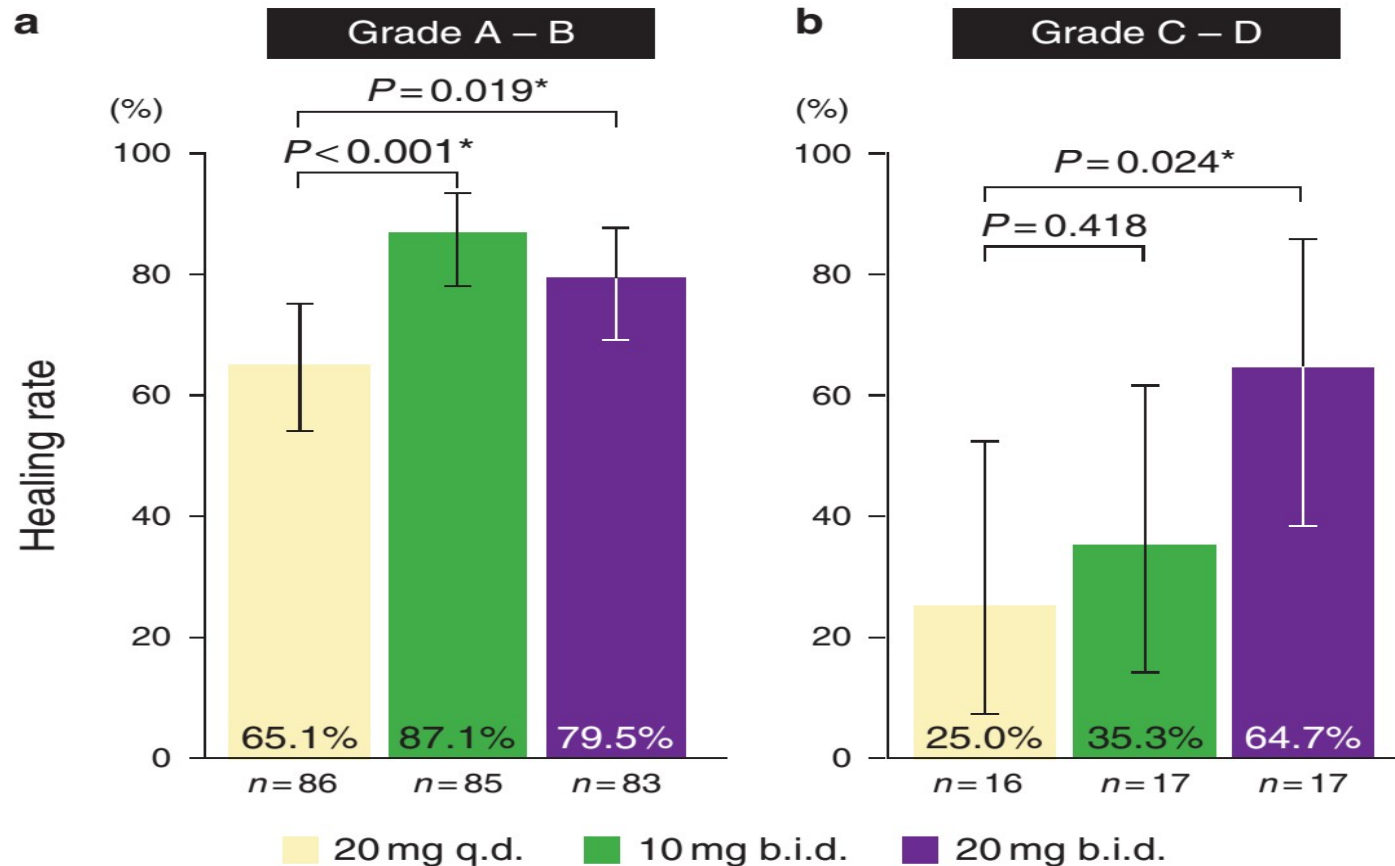 a Grade A – B
P = 0.019*
(%)
P < 0.001*
100
80
60
40
20
0
Healing rate
65.1% 87.1% 79.5%
n = 86 n = 85 n = 83
b Grade C – D
(%)
100
P = 0.024*
P = 0.418
80
60
40
20
0
25.0% 35.3% 64.7%
n = 16 n = 17 n = 17
20 mg q.d. 10 mg b.i.d. 20 mg b.i.d.